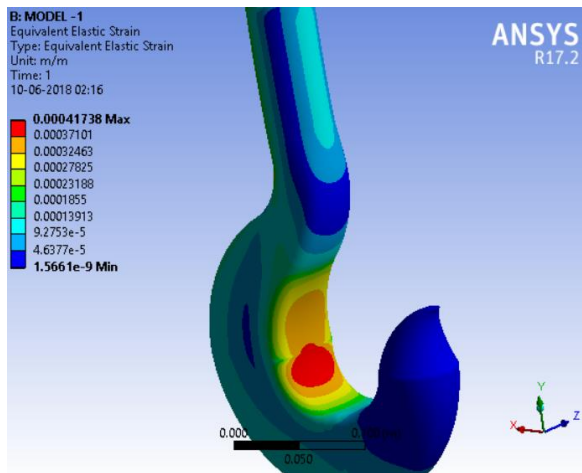 B: MODEL -1
Equivalent Elastic Strain
Type: Equivalent Elastic Strain
Unit: m/m
Time: 1
10-06-2018 02:16
ANSYS
R17.2
0.00041738 Max
0.00037101
0.00032463
0.00027825
0.00023188
0.0001855
0.00013913
9.2753e-5
4.6377e-5
1.5661e-9 Min
Y
X
Z
0.000
0.050